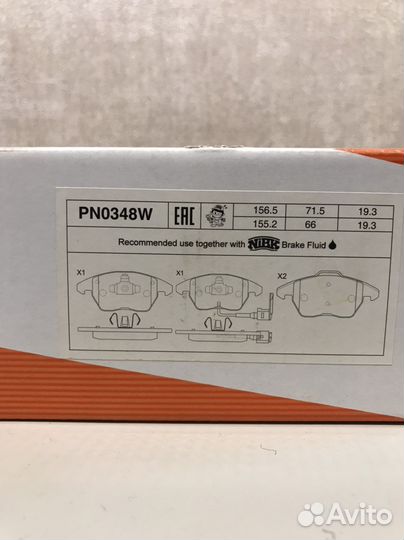 PN0348W EAC 156.5 71.5 19.3
155.2 66 19.3
Recommended use together with NiBK Brake Fluid
X1 X1 X2
Avito